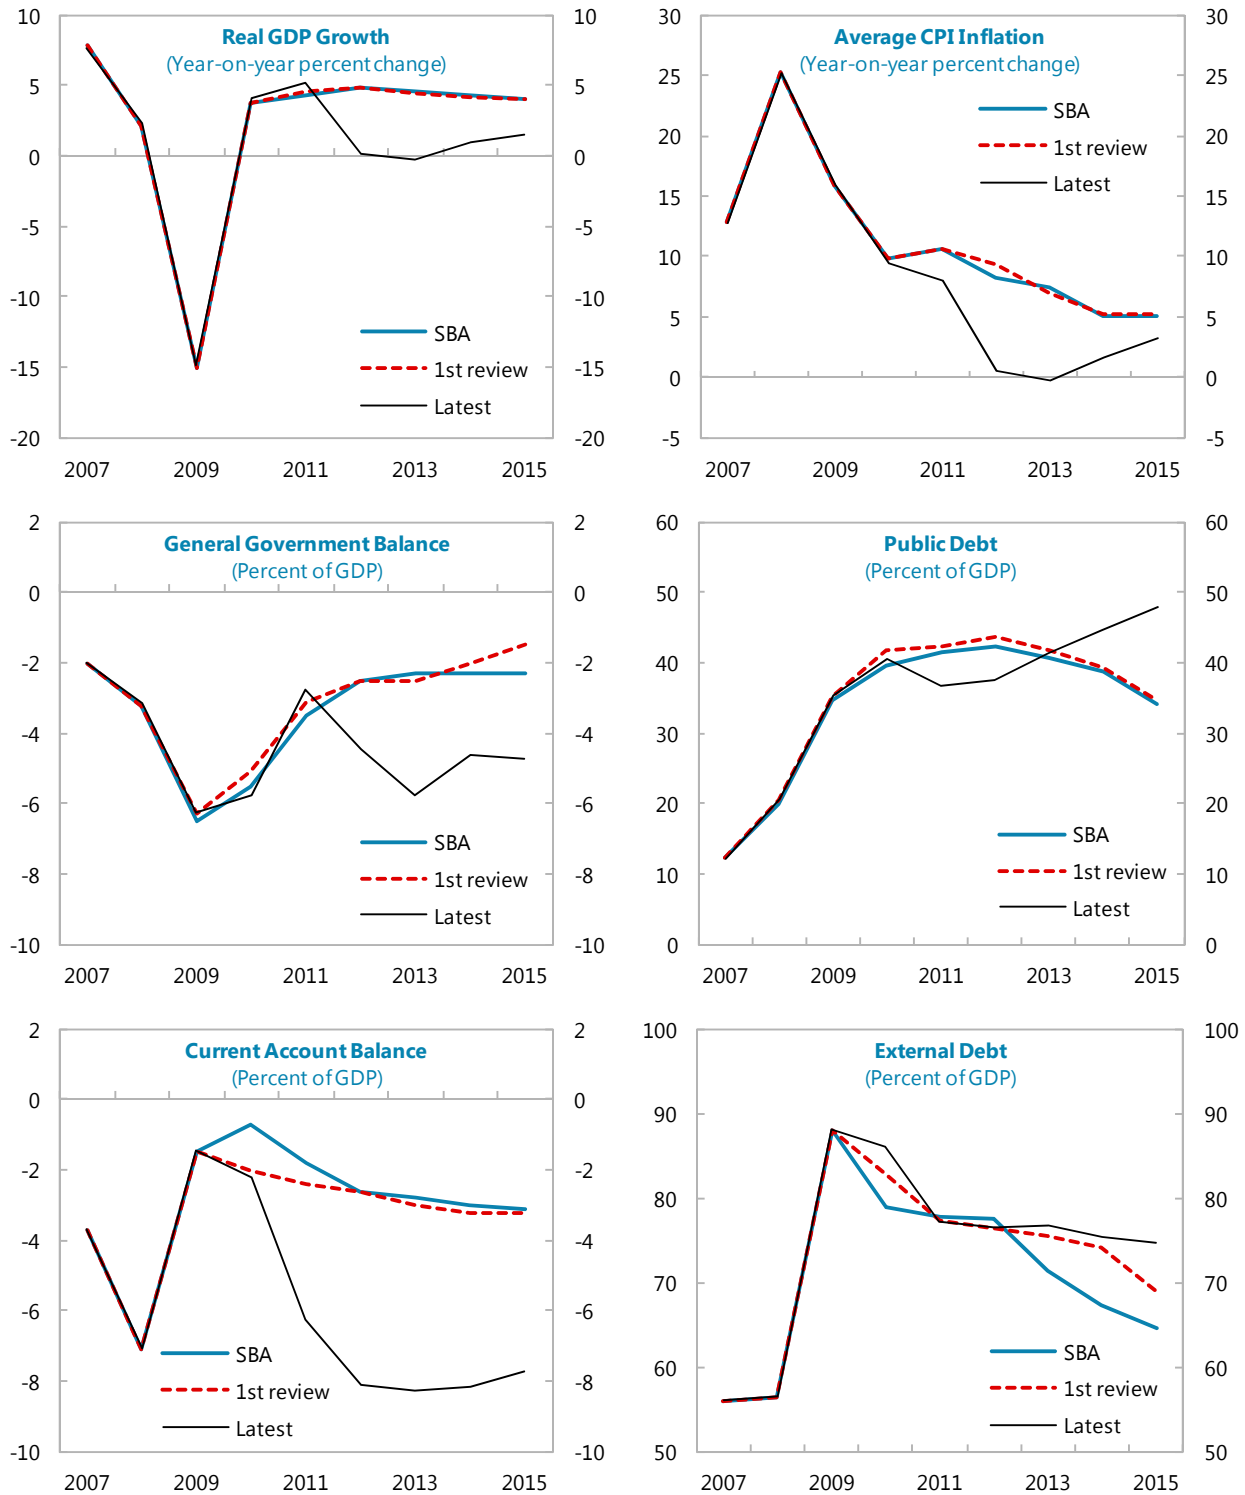 Real GDP Growth
(Year-on-year percent change)
10
5
0
-5
-10
-15
-20
10
5
0
-5
-10
-15
-20
SBA
1st review
Latest
2007 2009 2011 2013 2015
Average CPI Inflation
(Year-on-year percent change)
30
25
20
15
10
5
0
-5
30
25
20
15
10
5
0
-5
SBA
1st review
Latest
2007 2009 2011 2013 2015
General Government Balance
(Percent of GDP)
2
0
-2
-4
-6
-8
-10
2
0
-2
-4
-6
-8
-10
SBA
1st review
Latest
2007 2009 2011 2013 2015
Public Debt
(Percent of GDP)
60
50
40
30
20
10
0
60
50
40
30
20
10
0
SBA
1st review
Latest
2007 2009 2011 2013 2015
Current Account Balance
(Percent of GDP)
2
0
-2
-4
-6
-8
-10
2
0
-2
-4
-6
-8
-10
SBA
1st review
Latest
2007 2009 2011 2013 2015
External Debt
(Percent of GDP)
100
90
80
70
60
50
100
90
80
70
60
50
SBA
1st review
Latest
2007 2009 2011 2013 2015